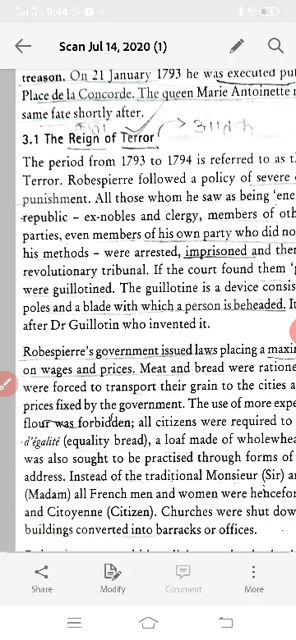 9:44
Scan Jul 14, 2020 (1)
treason. On 21 January 1793 he was executed pu
Place de la Concorde. The queen Marie Antoinette
same fate shortly after.
3.1 The Reign of Terror
The period from 1793 to 1794 is referred to as t
Terror. Robespierre followed a policy of severe
punishment. All those whom he saw as being 'ene
republic – ex-nobles and clergy, members of oth
parties, even members of his own party who did no
his methods – were arrested, imprisoned and then
revolutionary tribunal. If the court found them 'g
were guillotined. The guillotine is a device consis
poles and a blade with which a person is beheaded. It
after Dr Guillotin who invented it.
Robespierre's government issued laws placing a maxi
on wages and prices. Meat and bread were ratione
were forced to transport their grain to the cities a
prices fixed by the government. The use of more expe
flour was forbidden; all citizens were required to
d'égalité (equality bread), a loaf made of wholewhea
was also sought to be practised through forms of
address. Instead of the traditional Monsieur (Sir) a
(Madam) all French men and women were henceforn
and Citoyenne (Citizen). Churches were shut dow
buildings converted into barracks or offices.
Share Modify Comment More